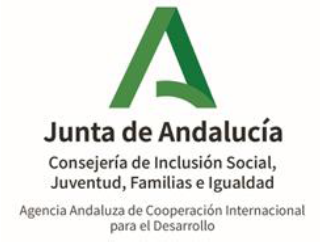 Junta de Andalucía
Consejería de Inclusión Social,
Juventud, Familias e Igualdad
Agencia Andaluza de Cooperación Internacional
para el Desarrollo